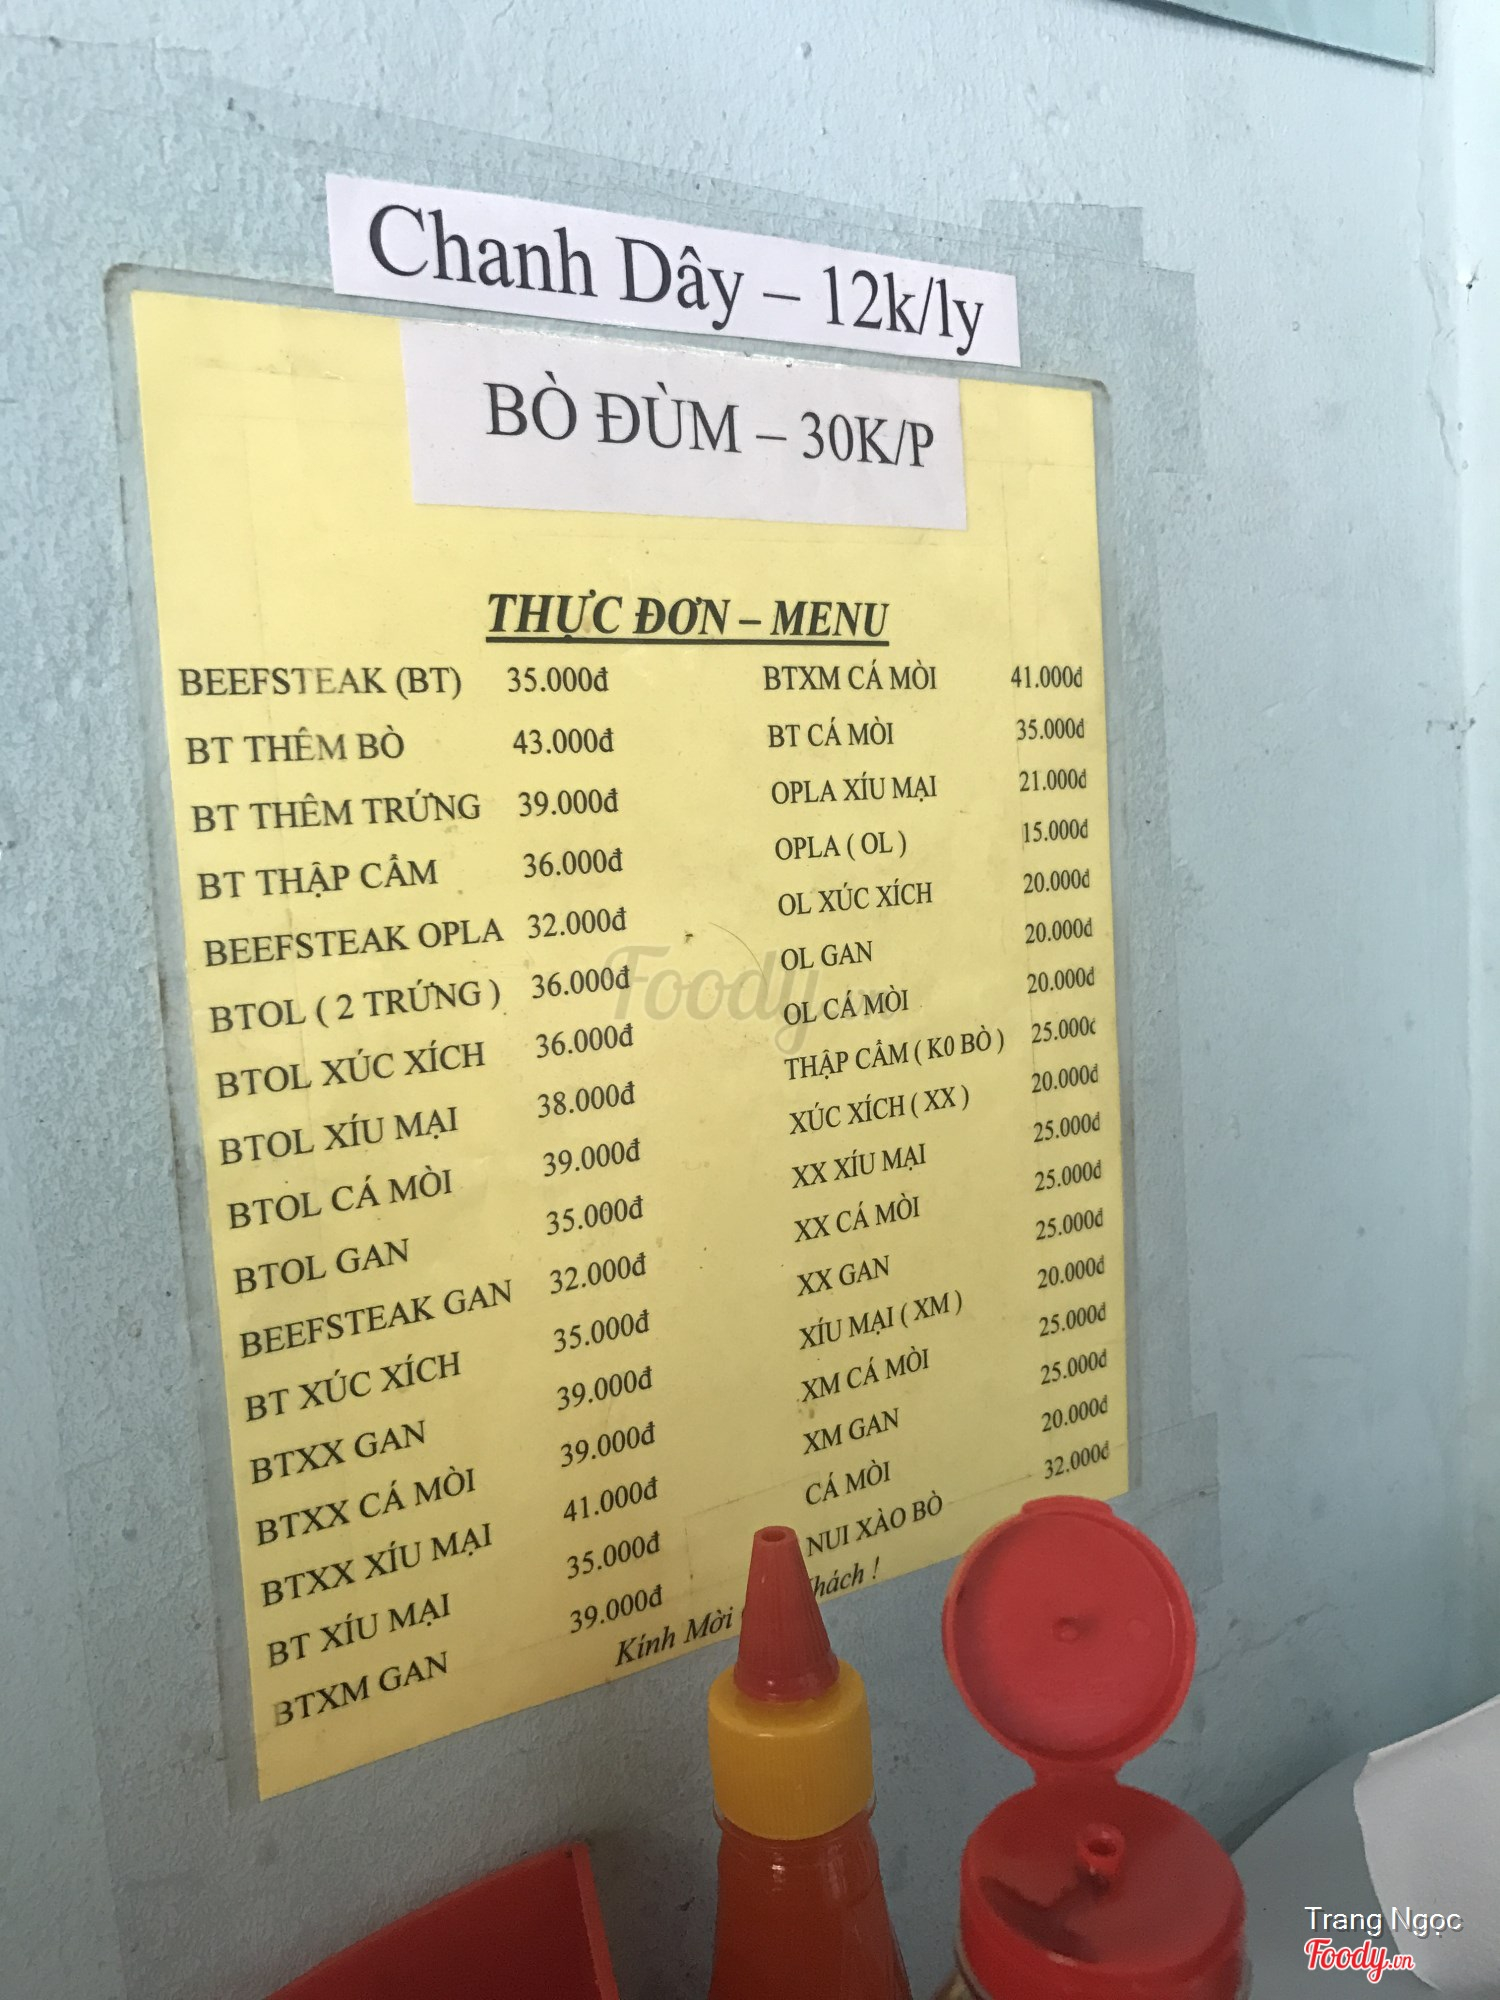 Chanh Dây – 12k/ly
BÒ ĐÙM – 30K/P
THỰC ĐƠN – MENU
BEEFSTEAK (BT) 35.000đ
BT THÊM BÒ 43.000đ
BT THÊM TRỨNG 39.000đ
BT THẬP CẨM 36.000đ
BEEFSTEAK OPLA 32.000đ
BTOL ( 2 TRỨNG ) 36.000đ
BTOL XÚC XÍCH 36.000đ
BTOL XÍU MẠI 38.000đ
BTOL CÁ MÒI 39.000đ
BTOL GAN 35.000đ
BEEFSTEAK GAN 32.000đ
BT XÚC XÍCH 35.000đ
BTXX GAN 39.000đ
BTXX CÁ MÒI 39.000đ
BTXX XÍU MẠI 41.000đ
BT XÍU MẠI 35.000đ
BTXM GAN 39.000đ
BTXM CÁ MÒI 41.000đ
BT CÁ MÒI 35.000đ
OPLA XÍU MẠI 21.000đ
OPLA ( OL ) 15.000đ
OL XÚC XÍCH 20.000đ
OL GAN 20.000đ
OL CÁ MÒI 20.000đ
THẬP CẨM ( K0 BÒ ) 25.000đ
XÚC XÍCH ( XX ) 20.000đ
XX XÍU MẠI 25.000đ
XX CÁ MÒI 25.000đ
XX GAN 25.000đ
XÍU MẠI ( XM ) 20.000đ
XM CÁ MÒI 25.000đ
XM GAN 25.000đ
CÁ MÒI 20.000đ
NUI XÀO BÒ 32.000đ
Kính Mời
Foody.vn
Trang Ngọc
Foody.vn